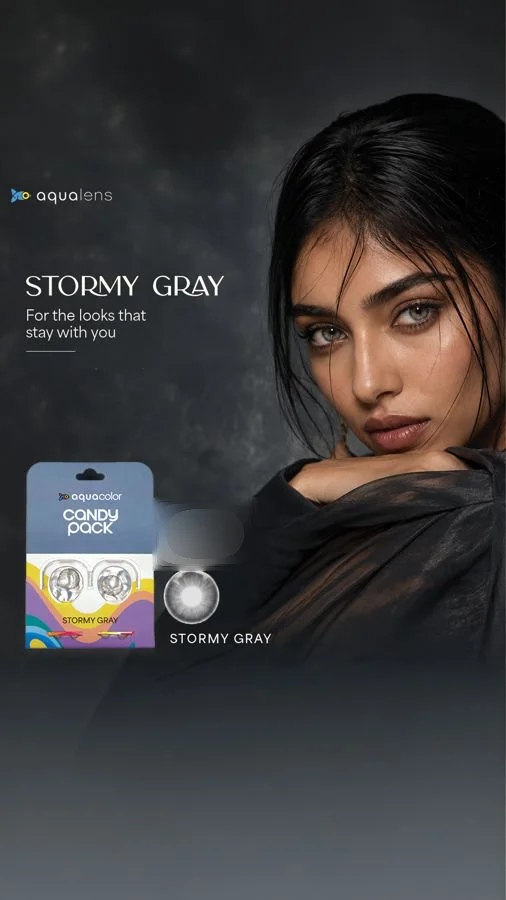 aqualens
STORMY GRAY
For the looks that
stay with you
aquacolor
CANDY
PACK
STORMY GRAY
STORMY GRAY